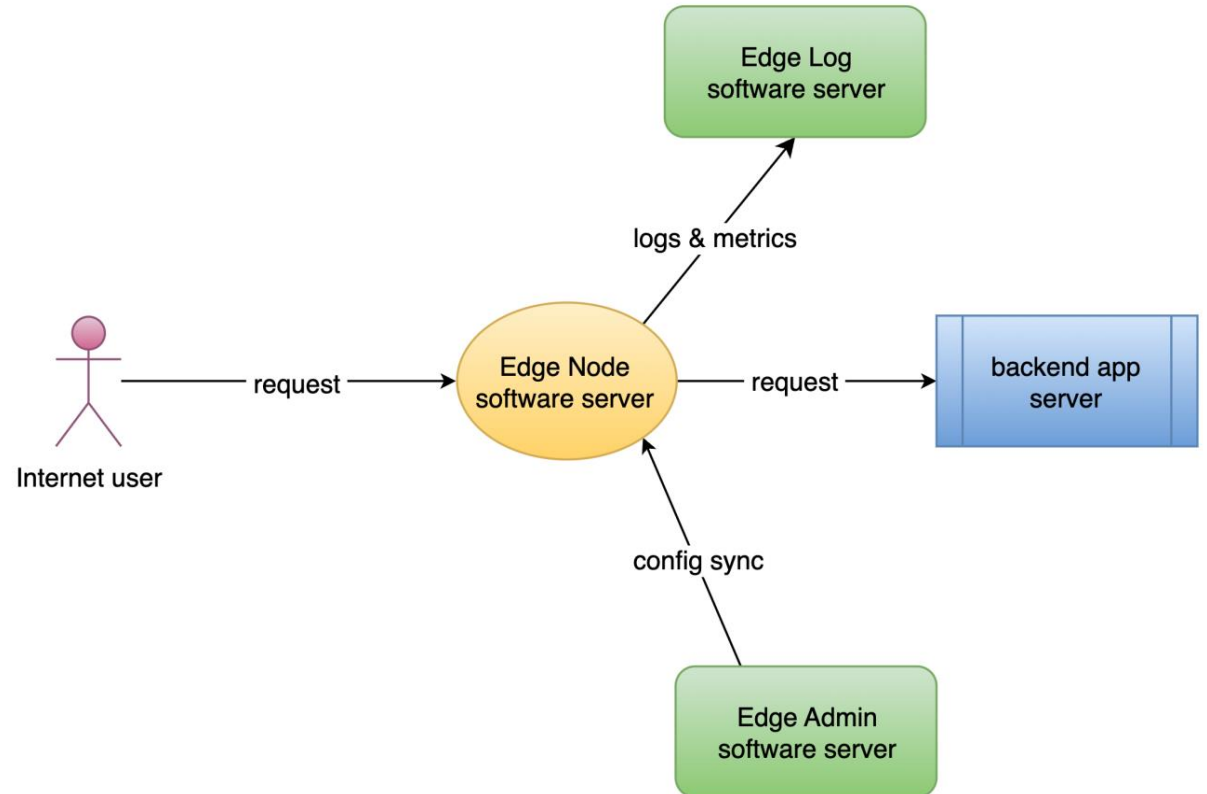 Edge Log
software server
logs & metrics
request
Edge Node
software server
request
backend app
server
Internet user
config sync
Edge Admin
software server